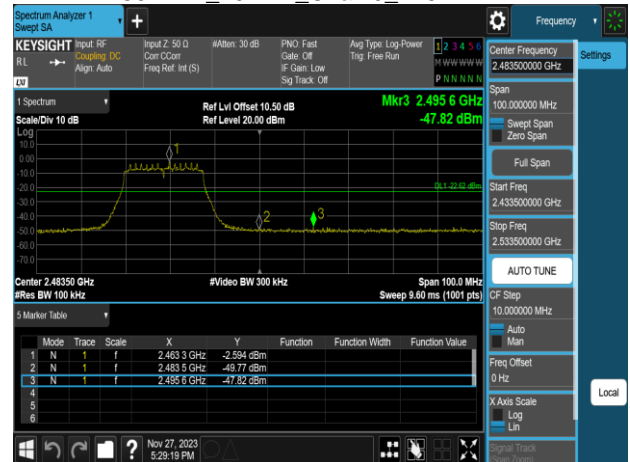 Spectrum Analyzer 1
Swept SA
Frequency
KEYSIGHT
RL
Input: RF
Coupling: DC
Align: Auto
Input Z: 50 Ω
Corr CCorr
Freq Ref: Int (S)
#Atten: 30 dB
PNO: Fast
Gate: Off
IF Gain: Low
Sig Track: Off
Avg Type: Log-Power
Trig: Free Run
1 2 3 4 5 6
M W W W W W
P N N N N N
LXI
1 Spectrum
Scale/Div 10 dB
Ref Lvl Offset 10.50 dB
Ref Level 20.00 dBm
Mkr3 2.495 6 GHz
-47.82 dBm
Log
10.0
0.00
-10.0
-20.0
-30.0
-40.0
-50.0
-60.0
-70.0
1
2
3
DL1 -22.62 dBm
Center 2.48350 GHz
#Res BW 100 kHz
#Video BW 300 kHz
Span 100.0 MHz
Sweep 9.60 ms (1001 pts)
5 Marker Table
Mode Trace Scale X Y Function Function Width Function Value
1 N 1 f 2.463 3 GHz -2.594 dBm
2 N 1 f 2.483 5 GHz -49.77 dBm
3 N 1 f 2.495 6 GHz -47.82 dBm
4
5
6
Nov 27, 2023
5:29:19 PM
Center Frequency
2.483500000 GHz
Settings
Span
100.000000 MHz
Swept Span
Zero Span
Full Span
Start Freq
2.433500000 GHz
Stop Freq
2.533500000 GHz
AUTO TUNE
CF Step
10.000000 MHz
Auto
Man
Freq Offset
0 Hz
X Axis Scale
Log
Lin
Local
Signal Track
(Span Zoom)